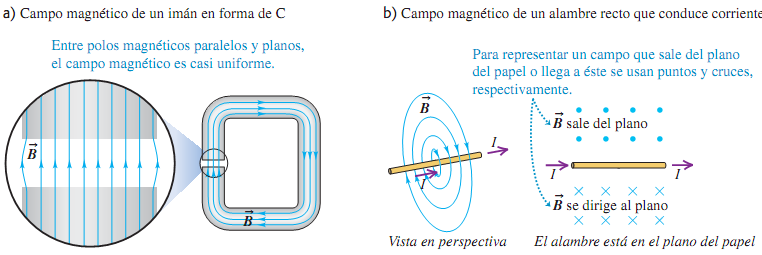 a) Campo magnético de un imán en forma de C
Entre polos magnéticos paralelos y planos,
el campo magnético es casi uniforme.
B
B
b) Campo magnético de un alambre recto que conduce corriente
Para representar un campo que sale del plano
del papel o llega a éste se usan puntos y cruces,
respectivamente.
B
I
I
Vista en perspectiva
B sale del plano
I
I
B se dirige al plano
El alambre está en el plano del papel